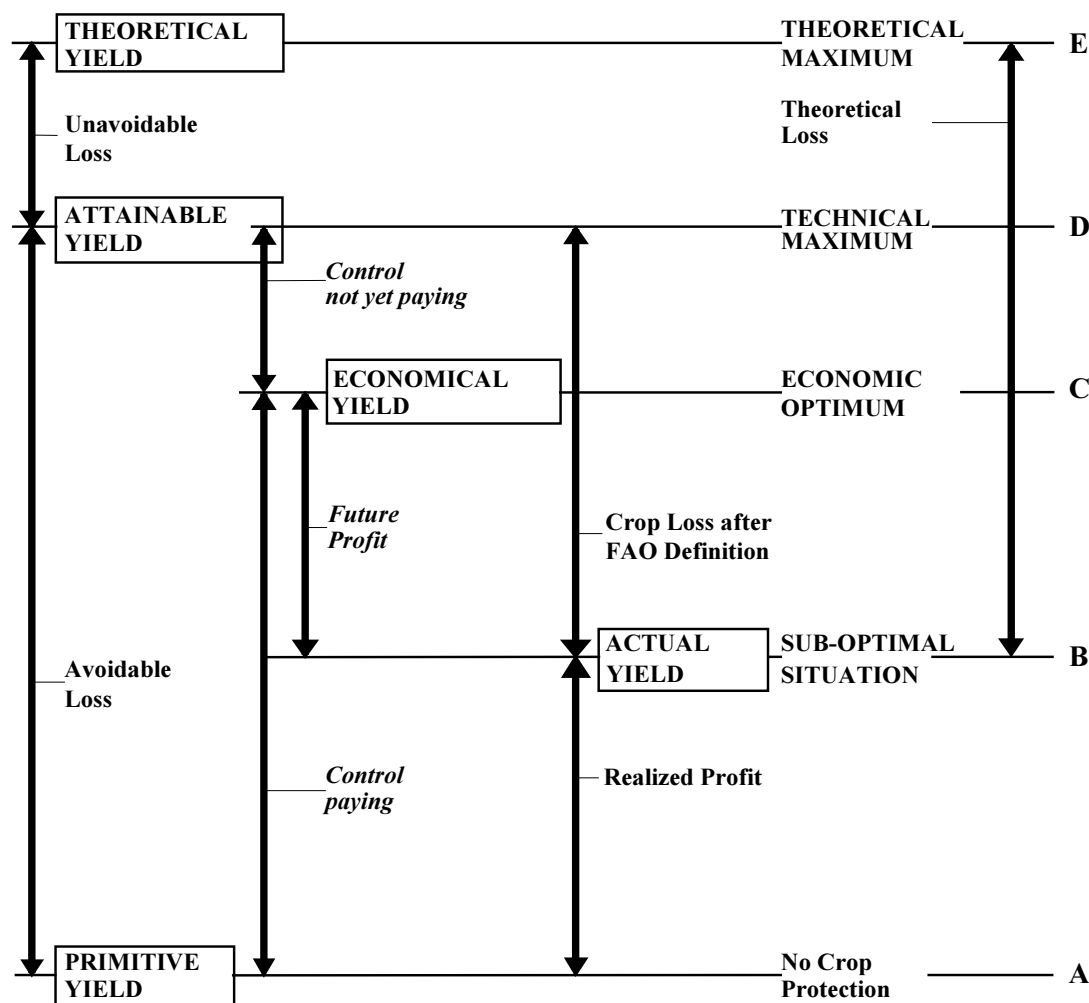 THEORETICAL
YIELD
THEORETICAL
MAXIMUM
E
Unavoidable
Loss
Theoretical
Loss
ATTAINABLE
YIELD
TECHNICAL
MAXIMUM
D
Control
not yet paying
ECONOMICAL
YIELD
ECONOMIC
OPTIMUM
C
Future
Profit
Crop Loss after
FAO Definition
ACTUAL
YIELD
SUB-OPTIMAL
SITUATION
B
Avoidable
Loss
Control
paying
Realized Profit
PRIMITIVE
YIELD
No Crop
Protection
A